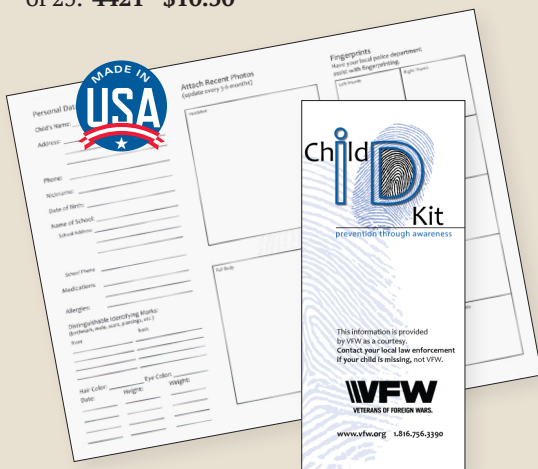 of 25. 4421 $10.50
MADE IN
USA
Personal Dat
Child's Name:
Address:
Phone:
Nickname:
Date of Birth:
Name of School:
School Address:
School Phone
Medications:
Allergies:
Distinguishable Identifying Marks:
(birthmark, mole, scars, piercings, etc.)
Front
Back
Hair Color:
Eye Color:
Date:
Height:
Weight:
Attach Recent Photos
(update every 3-6 months)
Headshot
Full Body
Fingerprints
Have your local police department
assist with fingerprinting.
Left Thumb
Right Thumb
Child
iD
Kit
prevention through awareness
This information is provided
by VFW as a courtesy.
Contact your local law enforcement
if your child is missing, not VFW.
VFW
VETERANS OF FOREIGN WARS.
www.vfw.org 1.816.756.3390